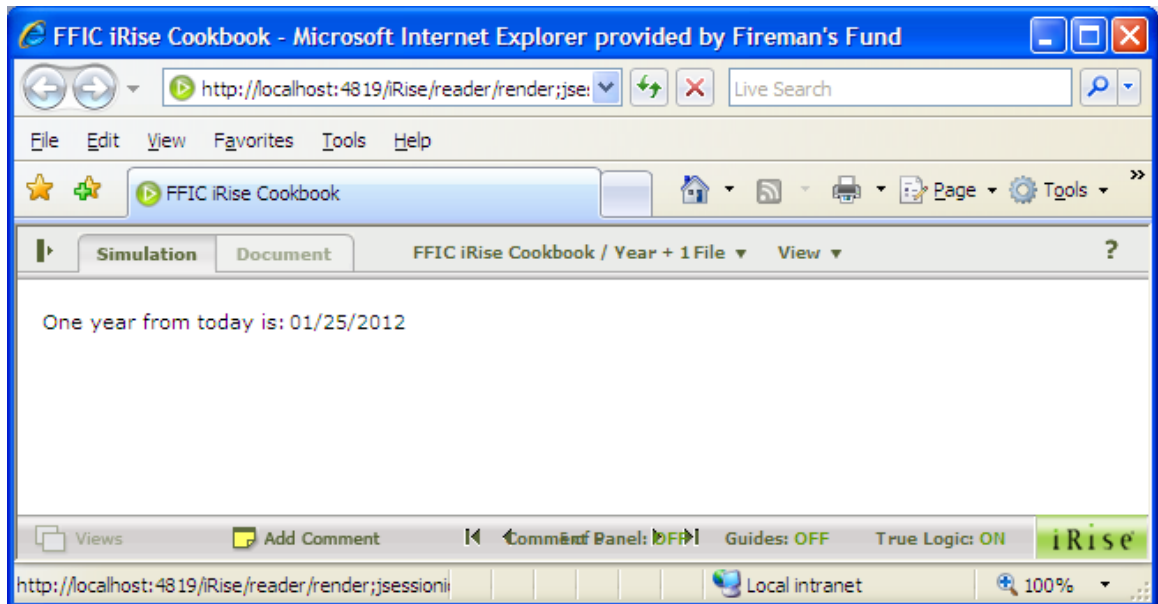 FFIC iRise Cookbook - Microsoft Internet Explorer provided by Fireman's Fund
http://localhost:4819/iRise/reader/render;jse: Live Search
File Edit View Favorites Tools Help
FFIC iRise Cookbook Page Tools »
Simulation Document FFIC iRise Cookbook / Year + 1 File View ?
One year from today is: 01/25/2012
Views Add Comment Panel: OFF Guides: OFF True Logic: ON iRise
http://localhost:4819/iRise/reader/render;jsessioni Local intranet 100%